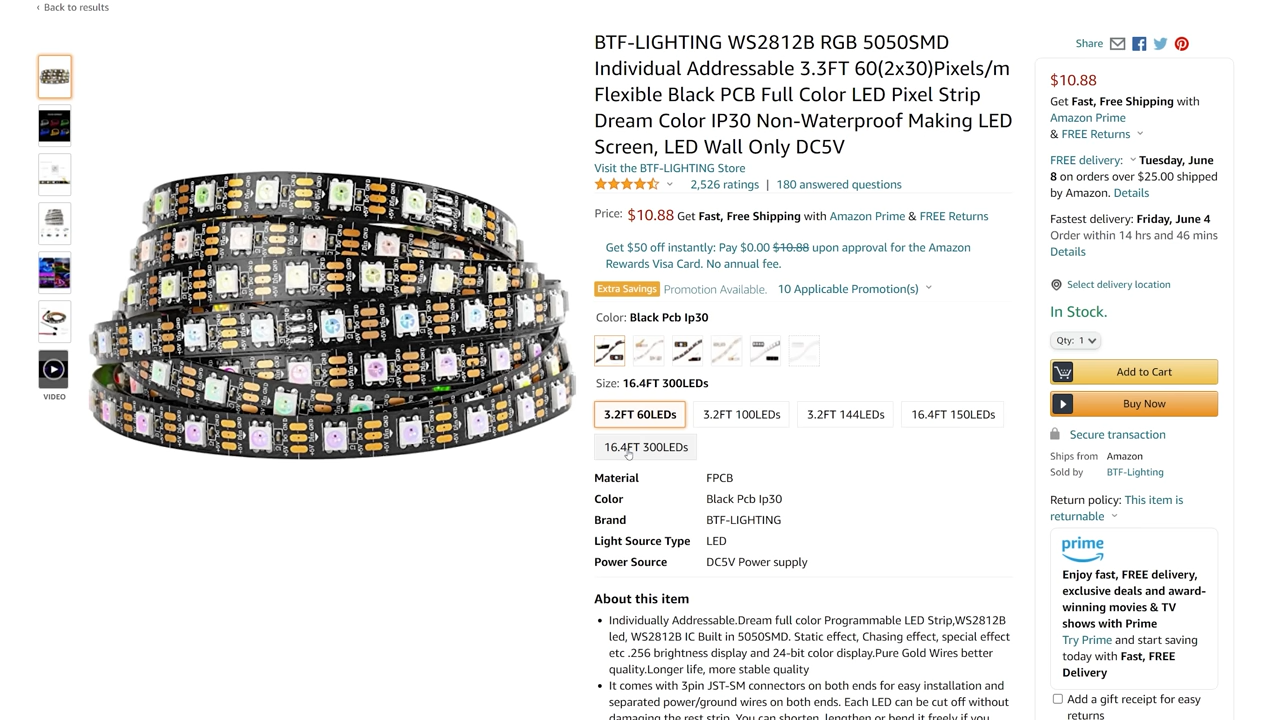 ‹ Back to results
VIDEO
BTF-LIGHTING WS2812B RGB 5050SMD
Individual Addressable 3.3FT 60(2x30)Pixels/m
Flexible Black PCB Full Color LED Pixel Strip
Dream Color IP30 Non-Waterproof Making LED
Screen, LED Wall Only DC5V
Visit the BTF-LIGHTING Store
2,526 ratings | 180 answered questions
Price: $10.88 Get Fast, Free Shipping with Amazon Prime & FREE Returns
Get $50 off instantly: Pay $0.00 $10.88 upon approval for the Amazon
Rewards Visa Card. No annual fee.
Extra Savings Promotion Available. 10 Applicable Promotion(s)
Color: Black Pcb Ip30
Size: 16.4FT 300LEDs
3.2FT 60LEDs 3.2FT 100LEDs 3.2FT 144LEDs 16.4FT 150LEDs
16.4FT 300LEDs
Material FPCB
Color Black Pcb Ip30
Brand BTF-LIGHTING
Light Source Type LED
Power Source DC5V Power supply
About this item
• Individually Addressable.Dream full color Programmable LED Strip,WS2812B
led, WS2812B IC Built in 5050SMD. Static effect, Chasing effect, special effect
etc .256 brightness display and 24-bit color display.Pure Gold Wires better
quality.Longer life, more stable quality
• It comes with 3pin JST-SM connectors on both ends for easy installation and
separated power/ground wires on both ends. Each LED can be cut off without
damaging the rest strip. You can shorten, lengthen or bend it freely if you
Share
$10.88
Get Fast, Free Shipping with
Amazon Prime
& FREE Returns
FREE delivery: Tuesday, June
8 on orders over $25.00 shipped
by Amazon. Details
Fastest delivery: Friday, June 4
Order within 14 hrs and 46 mins
Details
Select delivery location
In Stock.
Qty: 1
Add to Cart
Buy Now
Secure transaction
Ships from Amazon
Sold by BTF-Lighting
Return policy: This item is
returnable
prime
Enjoy fast, FREE delivery,
exclusive deals and award-
winning movies & TV
shows with Prime
Try Prime and start saving
today with Fast, FREE
Delivery
Add a gift receipt for easy
returns